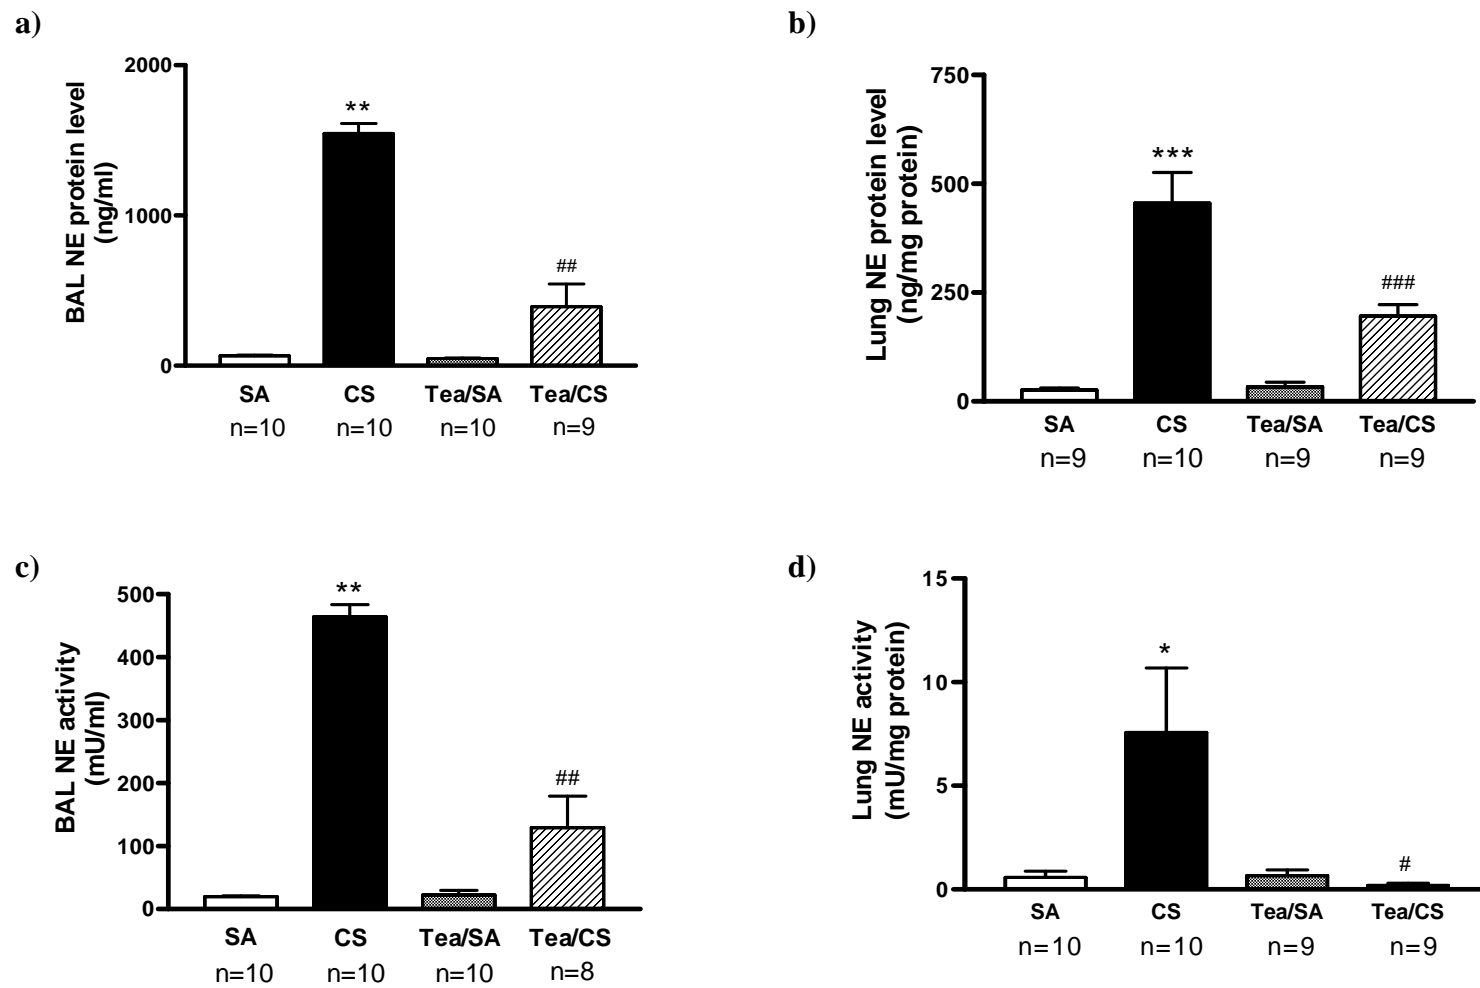 a)
BAL NE protein level
(ng/ml)
2000
1000
0
**
##
SA CS Tea/SA Tea/CS
n=10 n=10 n=10 n=9
b)
Lung NE protein level
(ng/mg protein)
750
500
250
0
***
###
SA CS Tea/SA Tea/CS
n=9 n=10 n=9 n=9
c)
BAL NE activity
(mU/ml)
500
400
300
200
100
0
**
##
SA CS Tea/SA Tea/CS
n=10 n=10 n=10 n=8
d)
Lung NE activity
(mU/mg protein)
15
10
5
0
*
#
SA CS Tea/SA Tea/CS
n=10 n=10 n=9 n=9